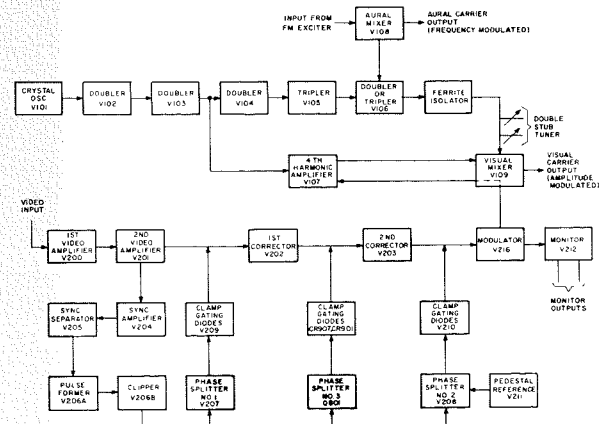 INPUT FROM
FM EXCITER
AURAL
MIXER
V108
AURAL CARRIER
OUTPUT
(FREQUENCY MODULATED)
CRYSTAL
OSC
V101
DOUBLER
V102
DOUBLER
V103
DOUBLER
V104
TRIPLER
V105
DOUBLER
OR
TRIPLER
V106
FERRITE
ISOLATOR
DOUBLE
STUB
TUNER
4TH
HARMONIC
AMPLIFIER
V107
VISUAL
MIXER
V109
VISUAL
CARRIER
OUTPUT
(AMPLITUDE
MODULATED)
VIDEO
INPUT
1ST
VIDEO
AMPLIFIER
V200
2ND
VIDEO
AMPLIFIER
V201
1ST
CORRECTOR
V202
2ND
CORRECTOR
V203
MODULATOR
V216
MONITOR
V212
MONITOR
OUTPUTS
SYNC
SEPARATOR
V205
SYNC
AMPLIFIER
V204
CLAMP
GATING
DIODES
V209
CLAMP
GATING
DIODES
CR907,CR901
CLAMP
GATING
DIODES
V210
PULSE
FORMER
V206A
CLIPPER
V206B
PHASE
SPLITTER
NO. 1
V207
PHASE
SPLITTER
NO. 3
Q801
PHASE
SPLITTER
NO. 2
V208
PEDESTAL
REFERENCE
V211